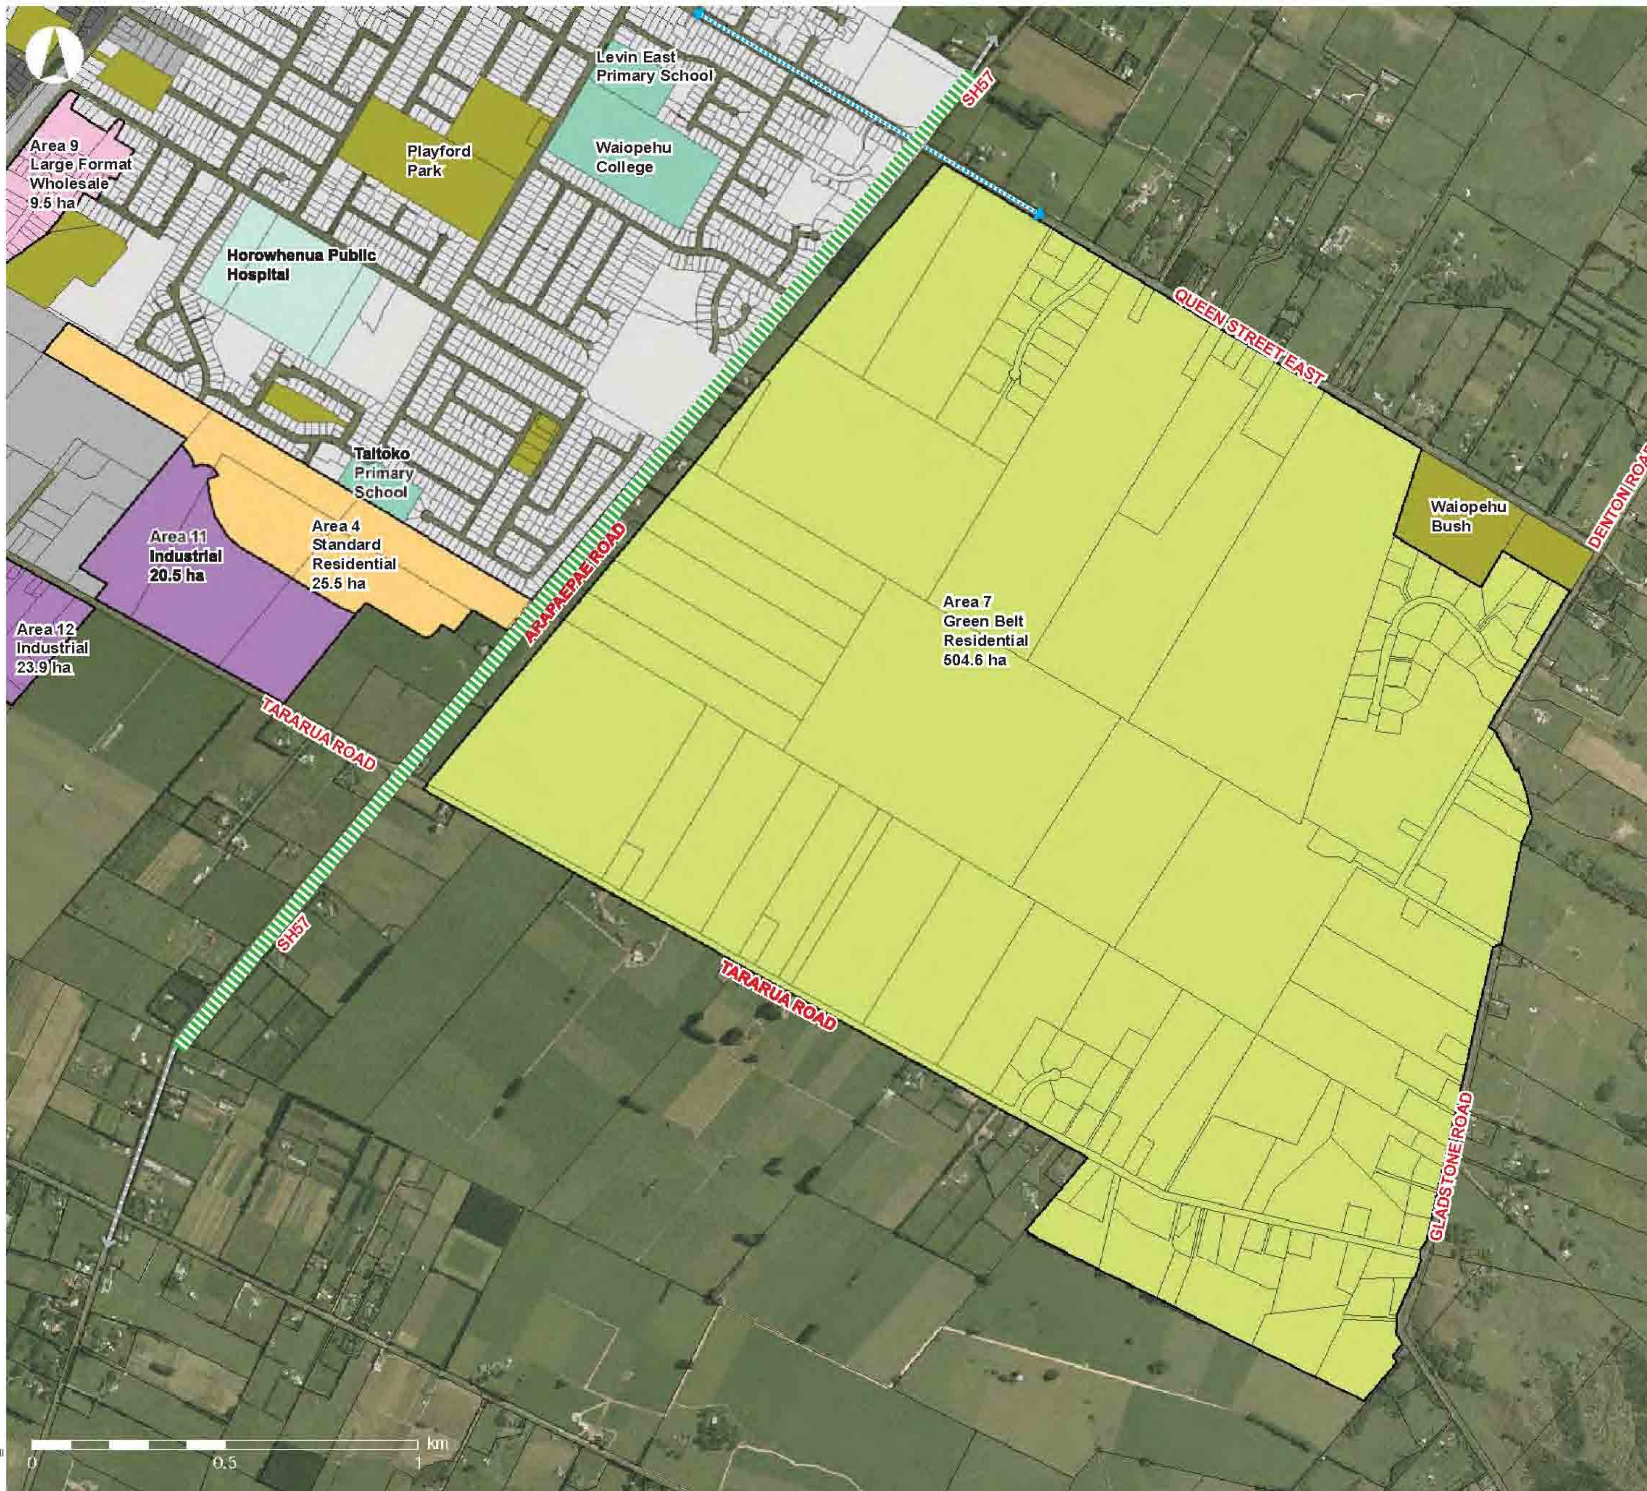 Levin East
Primary School
SH57
Area 9
Large Format
Wholesale
9.5 ha
Playford
Park
Waiopehu
College
Horowhenua Public
Hospital
QUEEN STREET EAST
Taitoko
Primary
School
Waiopehu
Bush
DENTON ROAD
Area 11
Industrial
20.5 ha
Area 4
Standard
Residential
25.5 ha
ARAPAEPAE ROAD
Area 7
Green Belt
Residential
504.6 ha
Area 12
Industrial
23.9 ha
TARARUA ROAD
SH57
TARARUA ROAD
GLADSTONE ROAD
km
0 0.5 1